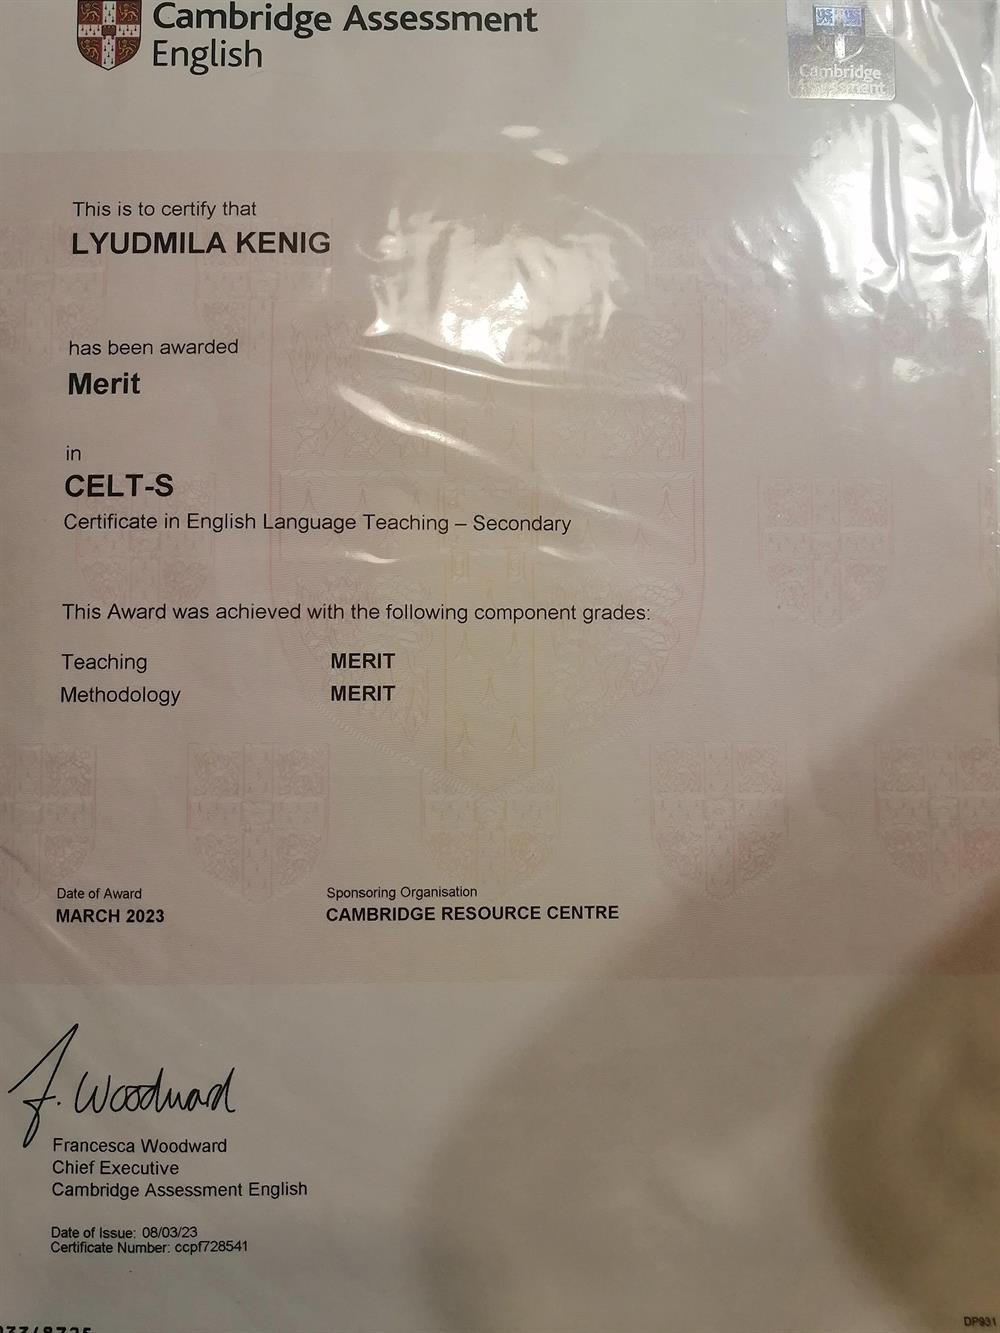 Cambridge Assessment
English
Cambridge
Assessment
This is to certify that
LYUDMILA KENIG
has been awarded
Merit
in
CELT-S
Certificate in English Language Teaching – Secondary
This Award was achieved with the following component grades:
Teaching MERIT
Methodology MERIT
Date of Award Sponsoring Organisation
MARCH 2023 CAMBRIDGE RESOURCE CENTRE
F. Woodward
Francesca Woodward
Chief Executive
Cambridge Assessment English
Date of Issue: 08/03/23
Certificate Number: ccpf728541
DP931